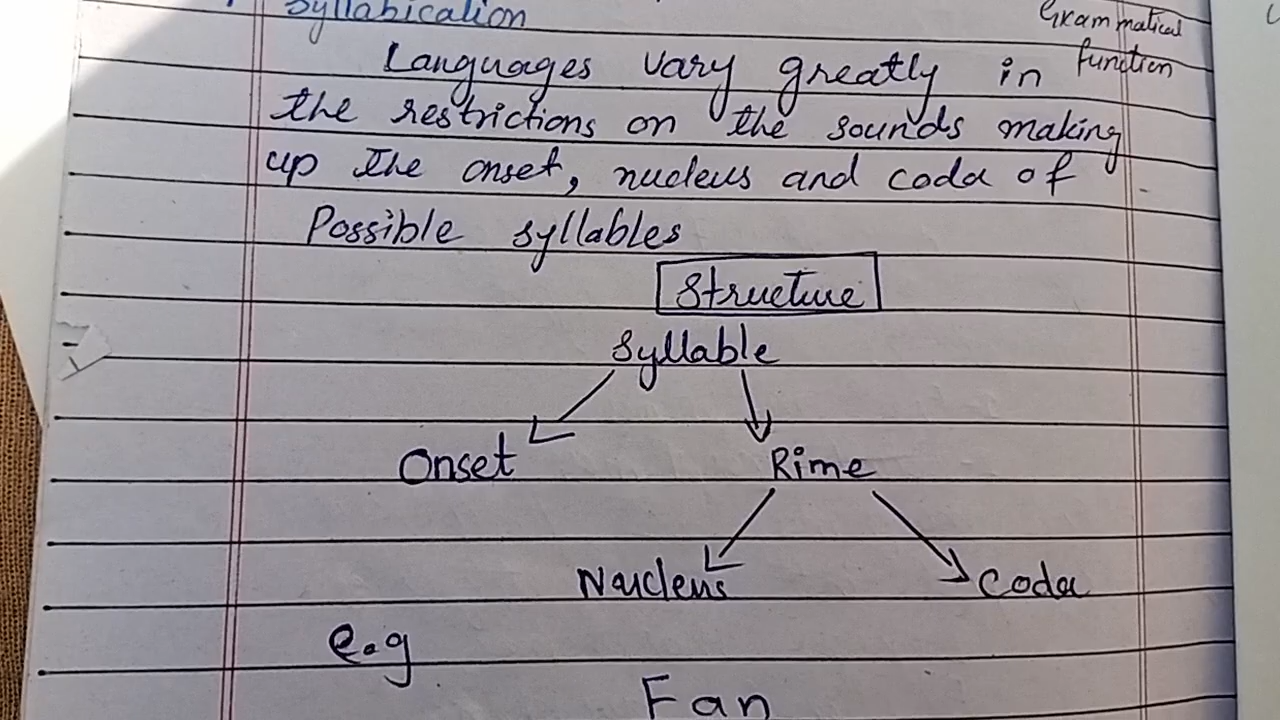 Syllabication
Grammatical
function
Languages vary greatly in
the restrictions on the sounds making
up the onset, nucleus and coda of
Possible syllables
Structure
Syllable
Onset Rime
Nucleus Coda
e.g
Fan